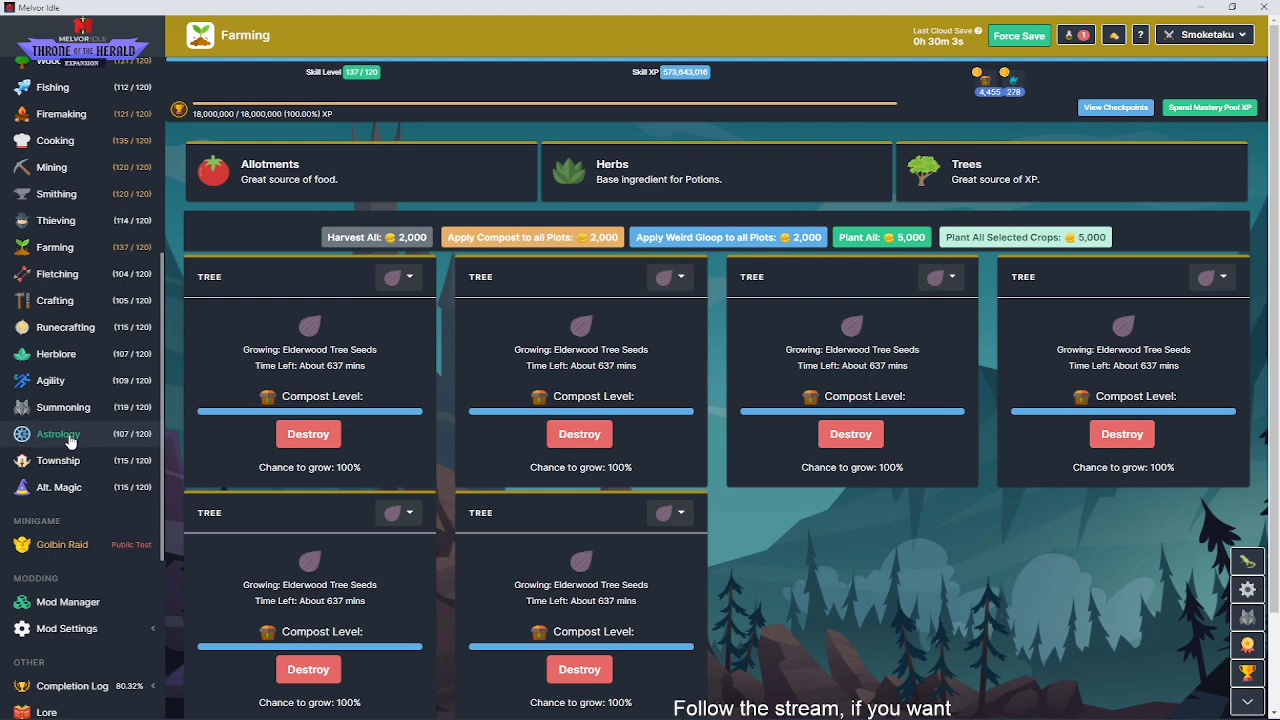 Melvor Idle
MELVOR IDLE
THRONE OF THE HERALD
EXPANSION
(121 / 120)
Fishing (112 / 120)
Firemaking (121 / 120)
Cooking (135 / 120)
Mining (120 / 120)
Smithing (120 / 120)
Thieving (114 / 120)
Farming (137 / 120)
Fletching (104 / 120)
Crafting (105 / 120)
Runecrafting (115 / 120)
Herblore (107 / 120)
Agility (109 / 120)
Summoning (119 / 120)
Astrology (107 / 120)
Township (115 / 120)
Alt. Magic (115 / 120)
MINIGAME
Golbin Raid Public Test
MODDING
Mod Manager
Mod Settings
OTHER
Completion Log 80.32%
Lore
Farming
Last Cloud Save
0h 30m 3s
Force Save
1
?
Smoketaku
Skill Level 137 / 120
Skill XP 573,643,016
4,455 278
18,000,000 / 18,000,000 (100.00%) XP
View Checkpoints
Spend Mastery Pool XP
Allotments
Great source of food.
Herbs
Base ingredient for Potions.
Trees
Great source of XP.
Harvest All: 2,000
Apply Compost to all Plots: 2,000
Apply Weird Gloop to all Plots: 2,000
Plant All: 5,000
Plant All Selected Crops: 5,000
TREE
Growing: Elderwood Tree Seeds
Time Left: About 637 mins
Compost Level:
Destroy
Chance to grow: 100%
TREE
Growing: Elderwood Tree Seeds
Time Left: About 637 mins
Compost Level:
Destroy
Chance to grow: 100%
TREE
Growing: Elderwood Tree Seeds
Time Left: About 637 mins
Compost Level:
Destroy
Chance to grow: 100%
TREE
Growing: Elderwood Tree Seeds
Time Left: About 637 mins
Compost Level:
Destroy
Chance to grow: 100%
TREE
Growing: Elderwood Tree Seeds
Time Left: About 637 mins
Compost Level:
Destroy
Chance to grow: 100%
TREE
Growing: Elderwood Tree Seeds
Time Left: About 637 mins
Compost Level:
Destroy
Chance to grow: 100%
Follow the stream, if you want